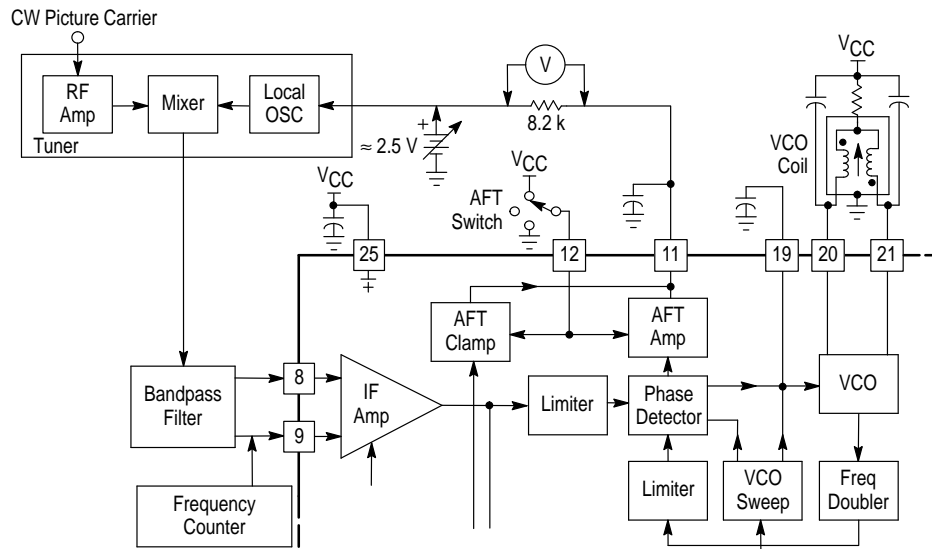 CW Picture Carrier
RF
Amp
Mixer
Local
OSC
Tuner
+
≈ 2.5 V
V
8.2 k
VCC
AFT
Switch
VCC
VCC
VCO
Coil
25
12
11
19
20
21
+
AFT
Clamp
AFT
Amp
Bandpass
Filter
8
9
IF
Amp
Limiter
Phase
Detector
VCO
Frequency
Counter
Limiter
VCO
Sweep
Freq
Doubler